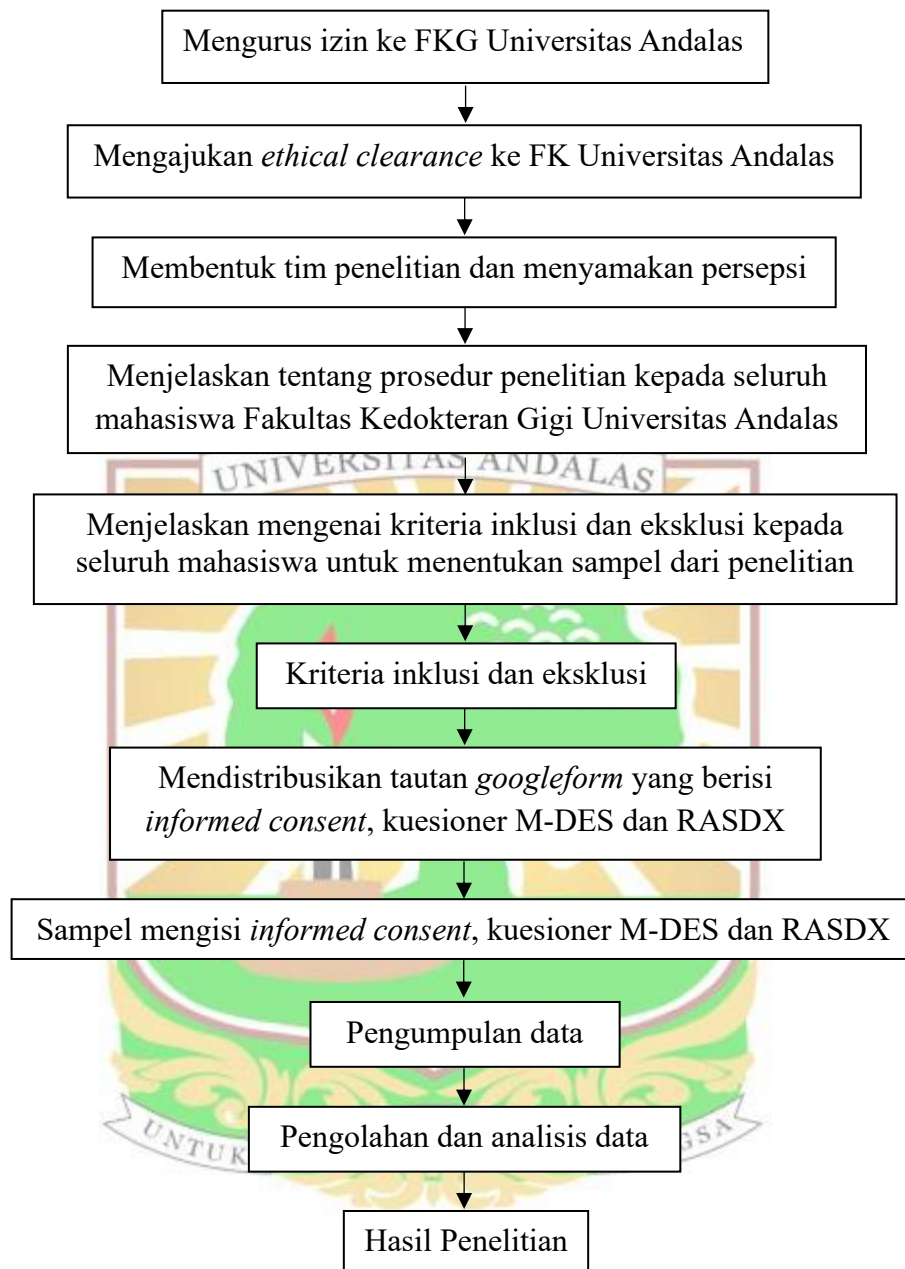 Mengurus izin ke FKG Universitas Andalas
Mengajukan ethical clearance ke FK Universitas Andalas
Membentuk tim penelitian dan menyamakan persepsi
Menjelaskan tentang prosedur penelitian kepada seluruh
mahasiswa Fakultas Kedokteran Gigi Universitas Andalas
UNIVERSITAS ANDALAS
Menjelaskan mengenai kriteria inklusi dan eksklusi kepada
seluruh mahasiswa untuk menentukan sampel dari penelitian
Kriteria inklusi dan eksklusi
Mendistribusikan tautan googleform yang berisi
informed consent, kuesioner M-DES dan RASDX
Sampel mengisi informed consent, kuesioner M-DES dan RASDX
Pengumpulan data
Pengolahan dan analisis data
UNTUK
Hasil Penelitian